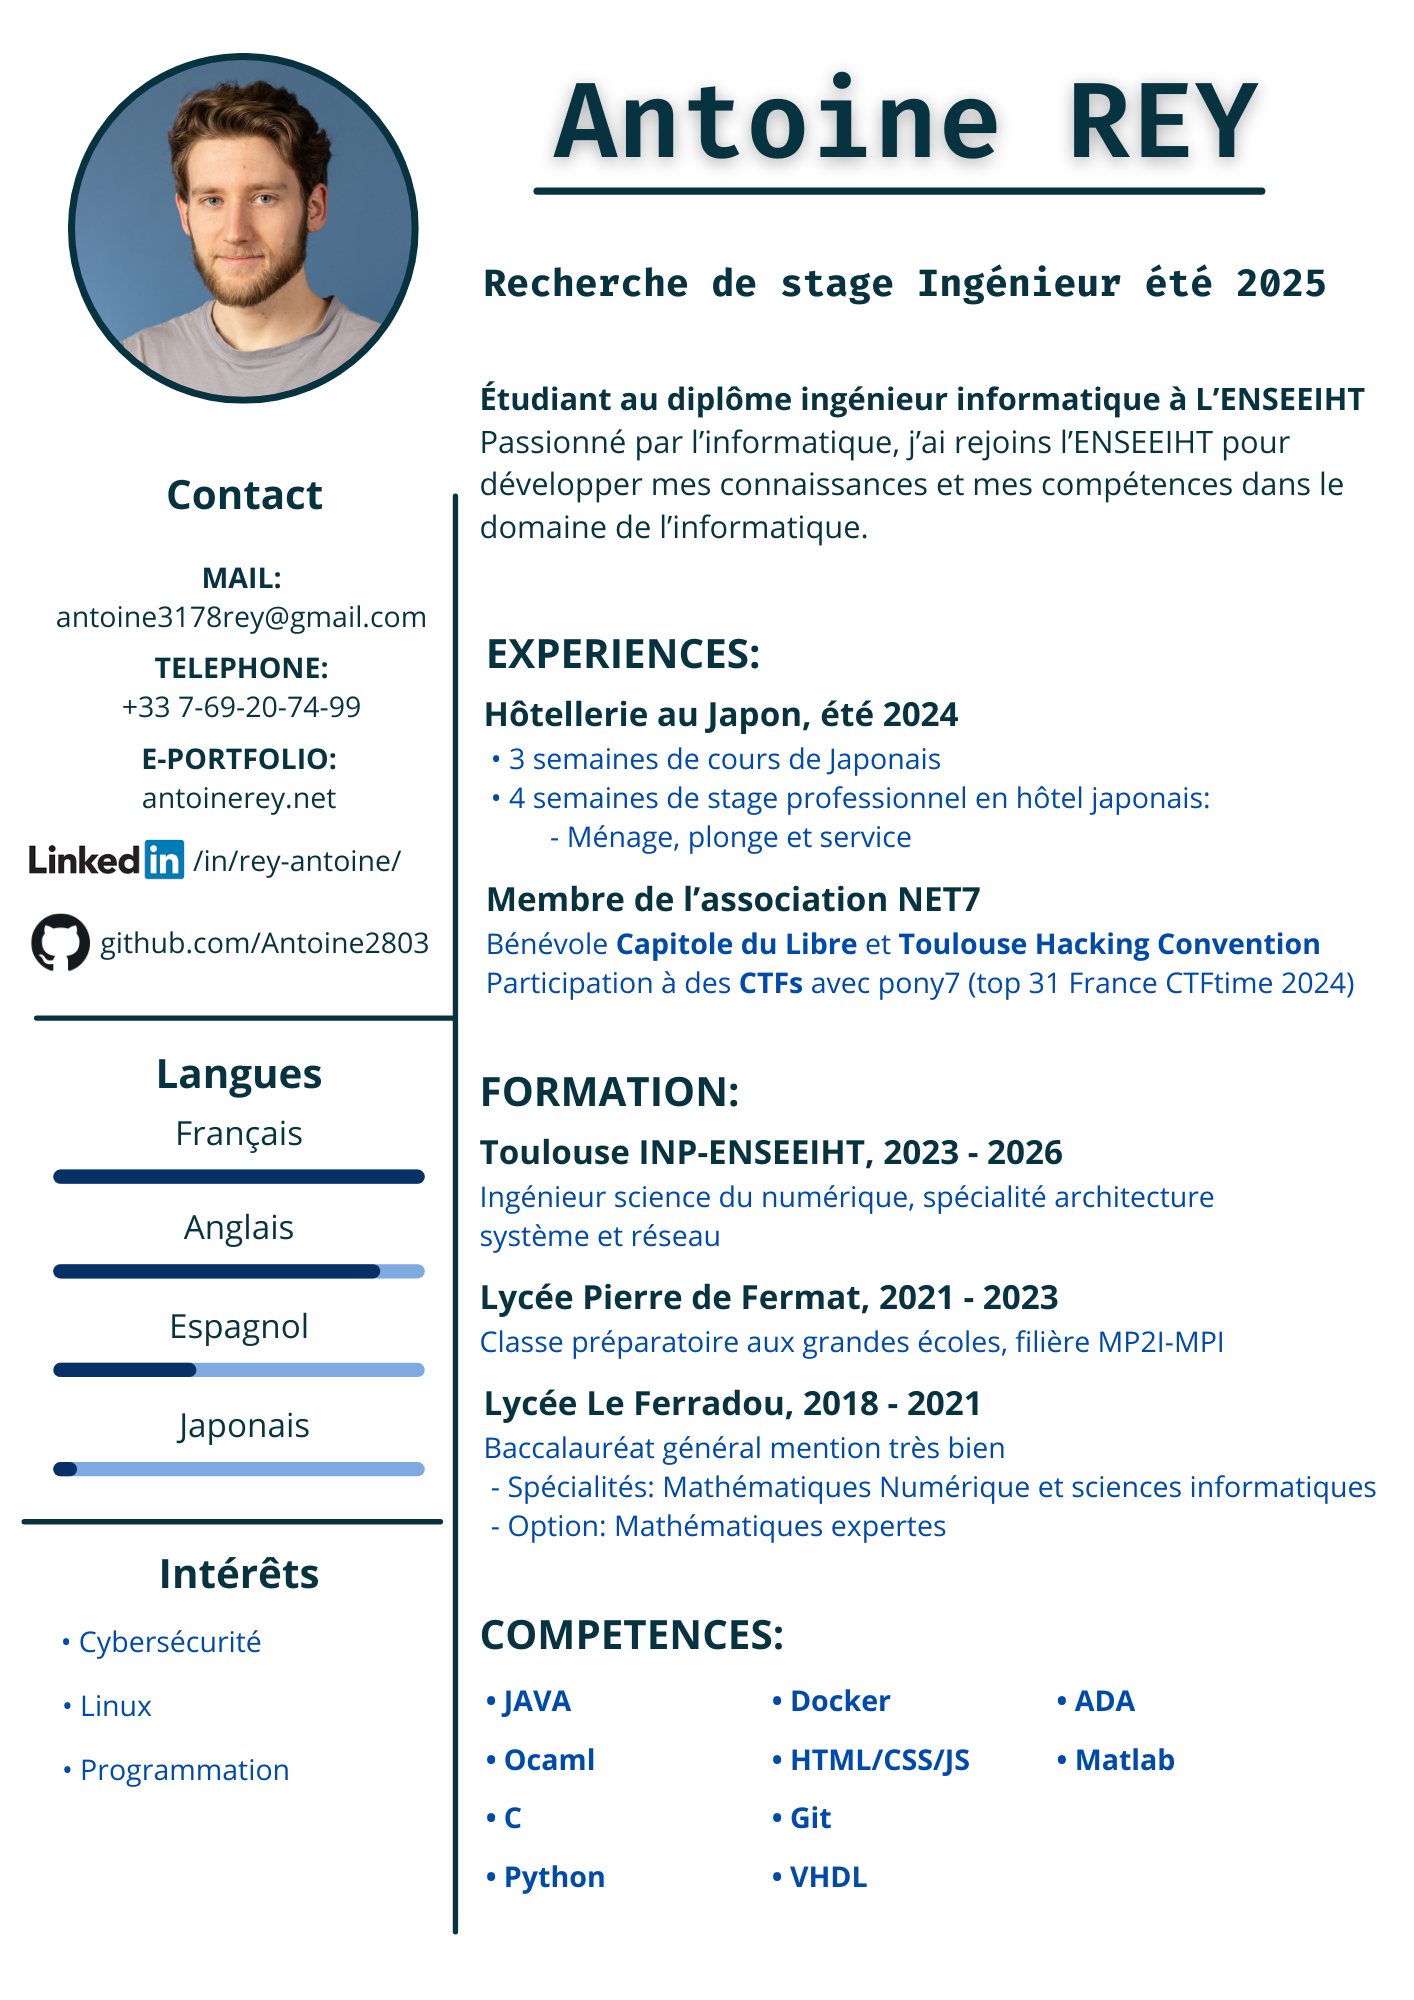 Antoine REY
Recherche de stage Ingénieur été 2025
Étudiant au diplôme ingénieur informatique à L’ENSEEIHT
Passionné par l’informatique, j’ai rejoins l’ENSEEIHT pour
développer mes connaissances et mes compétences dans le
domaine de l’informatique.
Contact
MAIL:
antoine3178rey@gmail.com
TELEPHONE:
+33 7-69-20-74-99
E-PORTFOLIO:
antoinerey.net
Linkedin /in/rey-antoine/
github.com/Antoine2803
Langues
Français
Anglais
Espagnol
Japonais
Intérêts
• Cybersécurité
• Linux
• Programmation
EXPERIENCES:
Hôtellerie au Japon, été 2024
• 3 semaines de cours de Japonais
• 4 semaines de stage professionnel en hôtel japonais:
- Ménage, plonge et service
Membre de l’association NET7
Bénévole Capitole du Libre et Toulouse Hacking Convention
Participation à des CTFs avec pony7 (top 31 France CTFtime 2024)
FORMATION:
Toulouse INP-ENSEEIHT, 2023 - 2026
Ingénieur science du numérique, spécialité architecture
système et réseau
Lycée Pierre de Fermat, 2021 - 2023
Classe préparatoire aux grandes écoles, filière MP2I-MPI
Lycée Le Ferradou, 2018 - 2021
Baccalauréat général mention très bien
- Spécialités: Mathématiques Numérique et sciences informatiques
- Option: Mathématiques expertes
COMPETENCES:
• JAVA
• Ocaml
• C
• Python
• Docker
• HTML/CSS/JS
• Git
• VHDL
• ADA
• Matlab